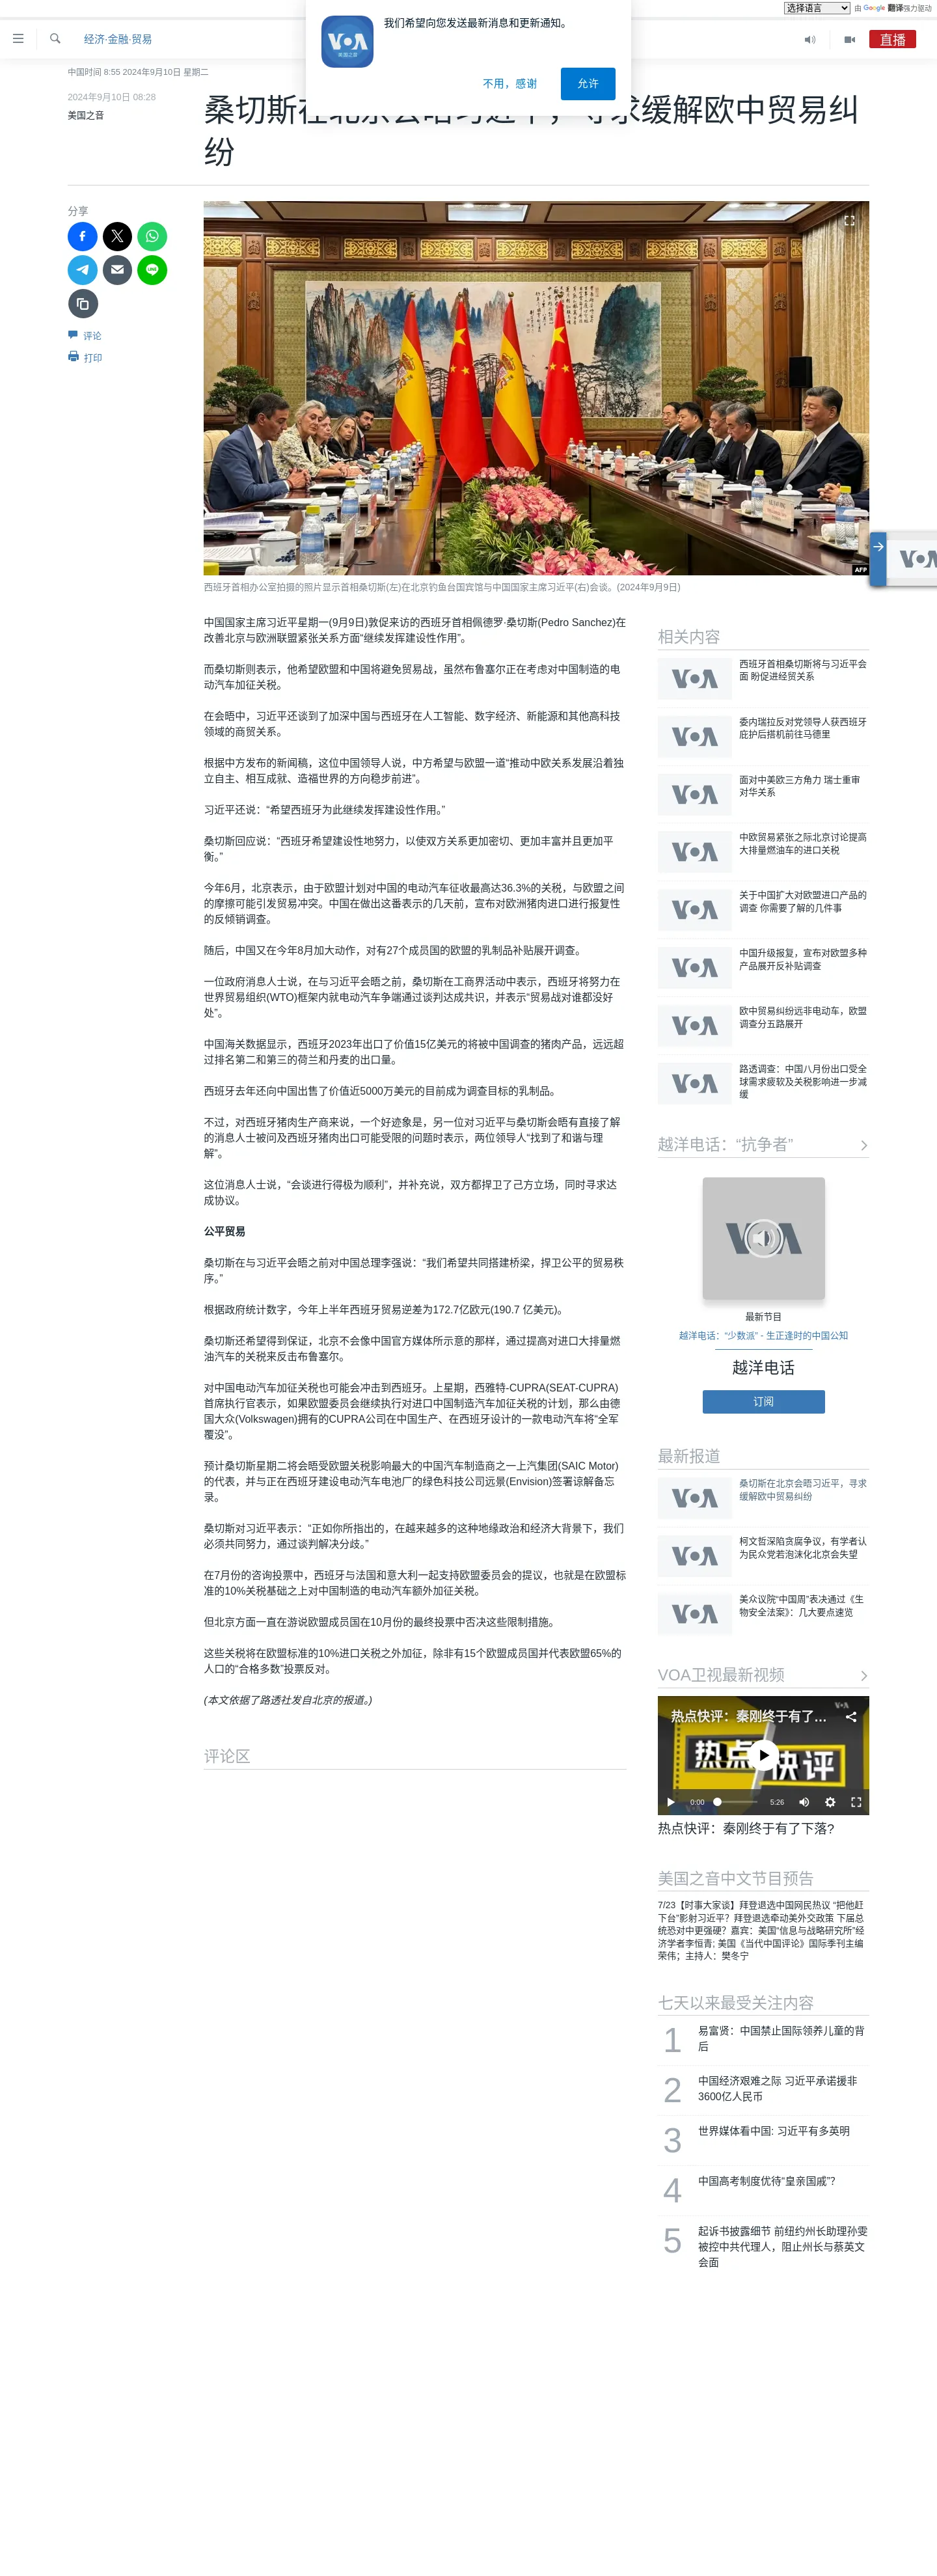 选择语言
由 Google 翻译强力驱动
我们希望向您发送最新消息和更新通知。
VOA
美国之音
不用，感谢
允许
经济·金融·贸易
直播
中国时间 8:55 2024年9月10日 星期二
2024年9月10日 08:28
美国之音
桑切斯在北京会晤习近平，寻求缓解欧中贸易纠
纷
分享
评论
打印
AFP
西班牙首相办公室拍摄的照片显示首相桑切斯(左)在北京钓鱼台国宾馆与中国国家主席习近平(右)会谈。(2024年9月9日)
中国国家主席习近平星期一(9月9日)敦促来访的西班牙首相佩德罗·桑切斯(Pedro Sanchez)在
改善北京与欧洲联盟紧张关系方面“继续发挥建设性作用”。
而桑切斯则表示，他希望欧盟和中国将避免贸易战，虽然布鲁塞尔正在考虑对中国制造的电
动汽车加征关税。
在会晤中，习近平还谈到了加深中国与西班牙在人工智能、数字经济、新能源和其他高科技
领域的商贸关系。
根据中方发布的新闻稿，这位中国领导人说，中方希望与欧盟一道“推动中欧关系发展沿着独
立自主、相互成就、造福世界的方向稳步前进”。
习近平还说：“希望西班牙为此继续发挥建设性作用。”
桑切斯回应说：“西班牙希望建设性地努力，以使双方关系更加密切、更加丰富并且更加平
衡。”
今年6月，北京表示，由于欧盟计划对中国的电动汽车征收最高达36.3%的关税，与欧盟之间
的摩擦可能引发贸易冲突。中国在做出这番表示的几天前，宣布对欧洲猪肉进口进行报复性
的反倾销调查。
随后，中国又在今年8月加大动作，对有27个成员国的欧盟的乳制品补贴展开调查。
一位政府消息人士说，在与习近平会晤之前，桑切斯在工商界活动中表示，西班牙将努力在
世界贸易组织(WTO)框架内就电动汽车争端通过谈判达成共识，并表示“贸易战对谁都没好
处”。
中国海关数据显示，西班牙2023年出口了价值15亿美元的将被中国调查的猪肉产品，远远超
过排名第二和第三的荷兰和丹麦的出口量。
西班牙去年还向中国出售了价值近5000万美元的目前成为调查目标的乳制品。
不过，对西班牙猪肉生产商来说，一个好迹象是，另一位对习近平与桑切斯会晤有直接了解
的消息人士被问及西班牙猪肉出口可能受限的问题时表示，两位领导人“找到了和谐与理
解”。
这位消息人士说，“会谈进行得极为顺利”，并补充说，双方都捍卫了己方立场，同时寻求达
成协议。
公平贸易
桑切斯在与习近平会晤之前对中国总理李强说：“我们希望共同搭建桥梁，捍卫公平的贸易秩
序。”
根据政府统计数字，今年上半年西班牙贸易逆差为172.7亿欧元(190.7 亿美元)。
桑切斯还希望得到保证，北京不会像中国官方媒体所示意的那样，通过提高对进口大排量燃
油汽车的关税来反击布鲁塞尔。
对中国电动汽车加征关税也可能会冲击到西班牙。上星期，西雅特-CUPRA(SEAT-CUPRA)
首席执行官表示，如果欧盟委员会继续执行对进口中国制造汽车加征关税的计划，那么由德
国大众(Volkswagen)拥有的CUPRA公司在中国生产、在西班牙设计的一款电动汽车将“全军
覆没”。
预计桑切斯星期二将会晤受欧盟关税影响最大的中国汽车制造商之一上汽集团(SAIC Motor)
的代表，并与正在西班牙建设电动汽车电池厂的绿色科技公司远景(Envision)签署谅解备忘
录。
桑切斯对习近平表示：“正如你所指出的，在越来越多的这种地缘政治和经济大背景下，我们
必须共同努力，通过谈判解决分歧。”
在7月份的咨询投票中，西班牙与法国和意大利一起支持欧盟委员会的提议，也就是在欧盟标
准的10%关税基础之上对中国制造的电动汽车额外加征关税。
但北京方面一直在游说欧盟成员国在10月份的最终投票中否决这些限制措施。
这些关税将在欧盟标准的10%进口关税之外加征，除非有15个欧盟成员国并代表欧盟65%的
人口的“合格多数”投票反对。
(本文依据了路透社发自北京的报道。)
评论区
相关内容
VOA
西班牙首相桑切斯将与习近平会
面 盼促进经贸关系
VOA
委内瑞拉反对党领导人获西班牙
庇护后搭机前往马德里
VOA
面对中美欧三方角力 瑞士重审
对华关系
VOA
中欧贸易紧张之际北京讨论提高
大排量燃油车的进口关税
VOA
关于中国扩大对欧盟进口产品的
调查 你需要了解的几件事
VOA
中国升级报复，宣布对欧盟多种
产品展开反补贴调查
VOA
欧中贸易纠纷远非电动车，欧盟
调查分五路展开
VOA
路透调查：中国八月份出口受全
球需求疲软及关税影响进一步减
缓
越洋电话：“抗争者”
VOA
最新节目
越洋电话：“少数派” - 生正逢时的中国公知
越洋电话
订阅
最新报道
VOA
桑切斯在北京会晤习近平，寻求
缓解欧中贸易纠纷
VOA
柯文哲深陷贪腐争议，有学者认
为民众党若泡沫化北京会失望
VOA
美众议院“中国周”表决通过《生
物安全法案》：几大要点速览
VOA卫视最新视频
VOA
热点快评：秦刚终于有了…
热点快评
0:00
5:26
热点快评：秦刚终于有了下落?
美国之音中文节目预告
7/23【时事大家谈】拜登退选中国网民热议 “把他赶
下台”影射习近平？拜登退选牵动美外交政策 下届总
统恐对中更强硬？嘉宾：美国“信息与战略研究所”经
济学者李恒青; 美国《当代中国评论》国际季刊主编
荣伟；主持人：樊冬宁
七天以来最受关注内容
1
易富贤：中国禁止国际领养儿童的背
后
2
中国经济艰难之际 习近平承诺援非
3600亿人民币
3
世界媒体看中国: 习近平有多英明
4
中国高考制度优待“皇亲国戚”？
5
起诉书披露细节 前纽约州长助理孙雯
被控中共代理人，阻止州长与蔡英文
会面